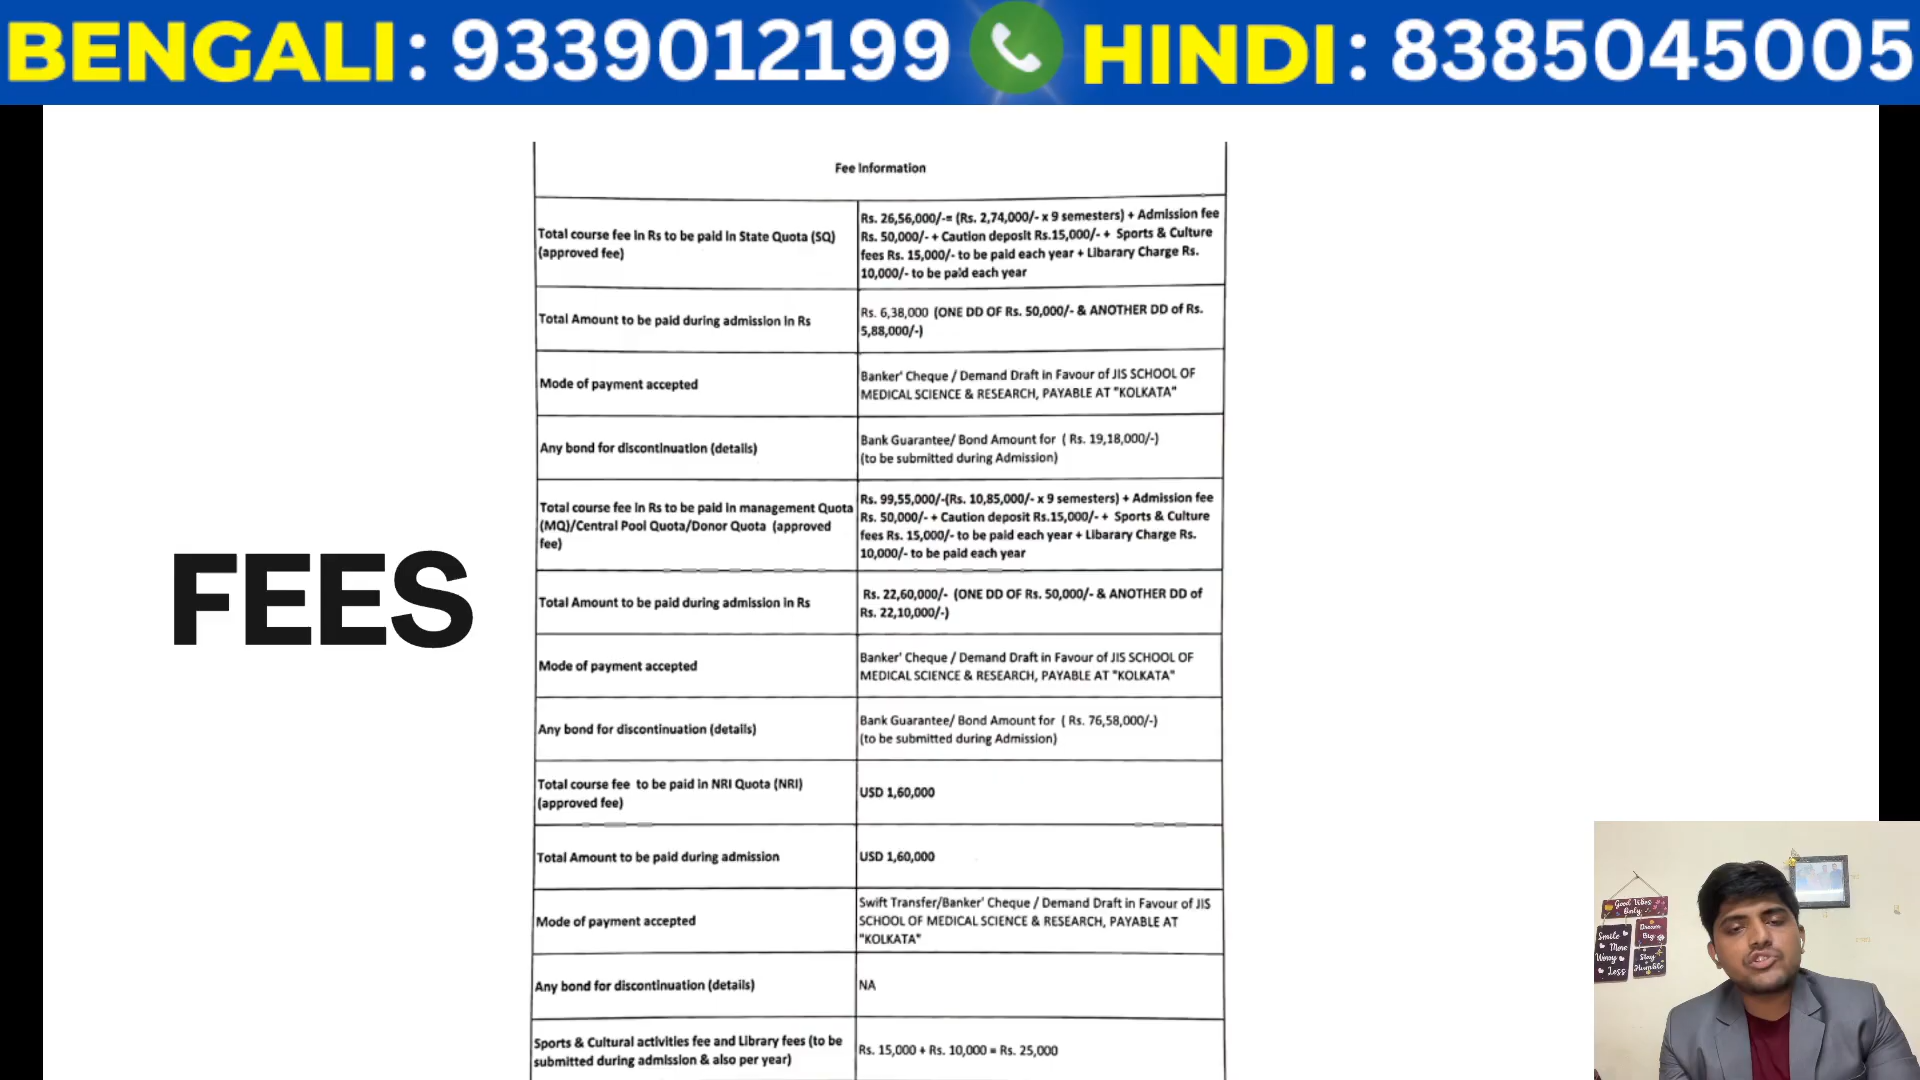 BENGALI: 9339012199 HINDI: 8385045005
FEES
Fee Information
Total course fee in Rs to be paid in State Quota (SQ)
(approved fee)
Rs. 26,56,000/-= (Rs. 2,74,000/- x 9 semesters) + Admission fee
Rs. 50,000/- + Caution deposit Rs.15,000/- + Sports & Culture
fees Rs. 15,000/- to be paid each year + Libarary Charge Rs.
10,000/- to be paid each year
Total Amount to be paid during admission in Rs
Rs. 6,38,000 (ONE DD OF Rs. 50,000/- & ANOTHER DD of Rs.
5,88,000/-)
Mode of payment accepted
Banker' Cheque / Demand Draft in Favour of JIS SCHOOL OF
MEDICAL SCIENCE & RESEARCH, PAYABLE AT "KOLKATA"
Any bond for discontinuation (details)
Bank Guarantee/ Bond Amount for ( Rs. 19,18,000/-)
(to be submitted during Admission)
Total course fee in Rs to be paid in management Quota
(MQ)/Central Pool Quota/Donor Quota (approved
fee)
Rs. 99,55,000/-(Rs. 10,85,000/- x 9 semesters) + Admission fee
Rs. 50,000/- + Caution deposit Rs.15,000/- + Sports & Culture
fees Rs. 15,000/- to be paid each year + Libarary Charge Rs.
10,000/- to be paid each year
Total Amount to be paid during admission in Rs
Rs. 22,60,000/- (ONE DD OF Rs. 50,000/- & ANOTHER DD of
Rs. 22,10,000/-)
Mode of payment accepted
Banker' Cheque / Demand Draft in Favour of JIS SCHOOL OF
MEDICAL SCIENCE & RESEARCH, PAYABLE AT "KOLKATA"
Any bond for discontinuation (details)
Bank Guarantee/ Bond Amount for ( Rs. 76,58,000/-)
(to be submitted during Admission)
Total course fee to be paid in NRI Quota (NRI)
(approved fee)
USD 1,60,000
Total Amount to be paid during admission
USD 1,60,000
Mode of payment accepted
Swift Transfer/Banker' Cheque / Demand Draft in Favour of JIS
SCHOOL OF MEDICAL SCIENCE & RESEARCH, PAYABLE AT
"KOLKATA"
Any bond for discontinuation (details)
NA
Sports & Cultural activities fee and Library fees (to be
submitted during admission & also per year)
Rs. 15,000 + Rs. 10,000 = Rs. 25,000
Good Vibes
Only
Smile
More
Worry
Less
Dream
Big
Stay
Humble